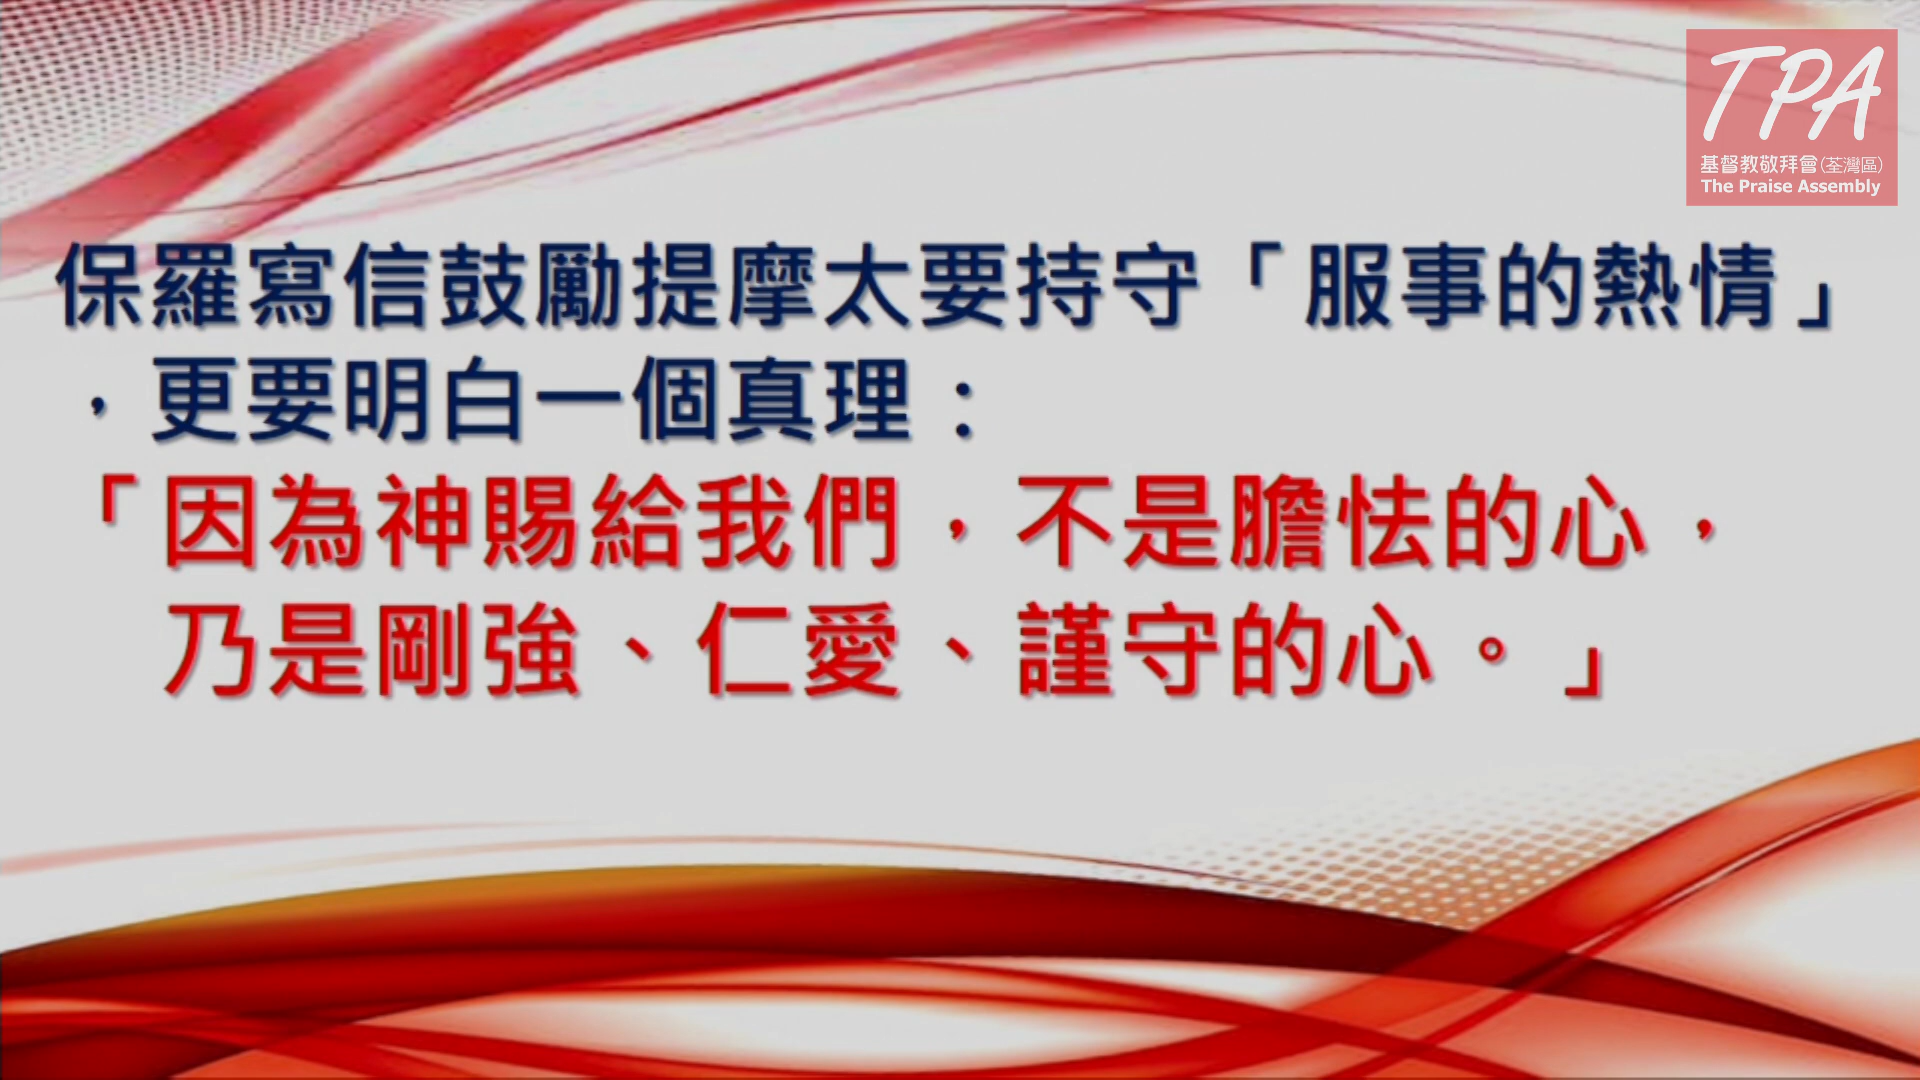 TPA
基督教敬拜會(荃灣區)
The Praise Assembly
保羅寫信鼓勵提摩太要持守「服事的熱情」
，更要明白一個真理：
「因為神賜給我們，不是膽怯的心，
乃是剛強、仁愛、謹守的心。」